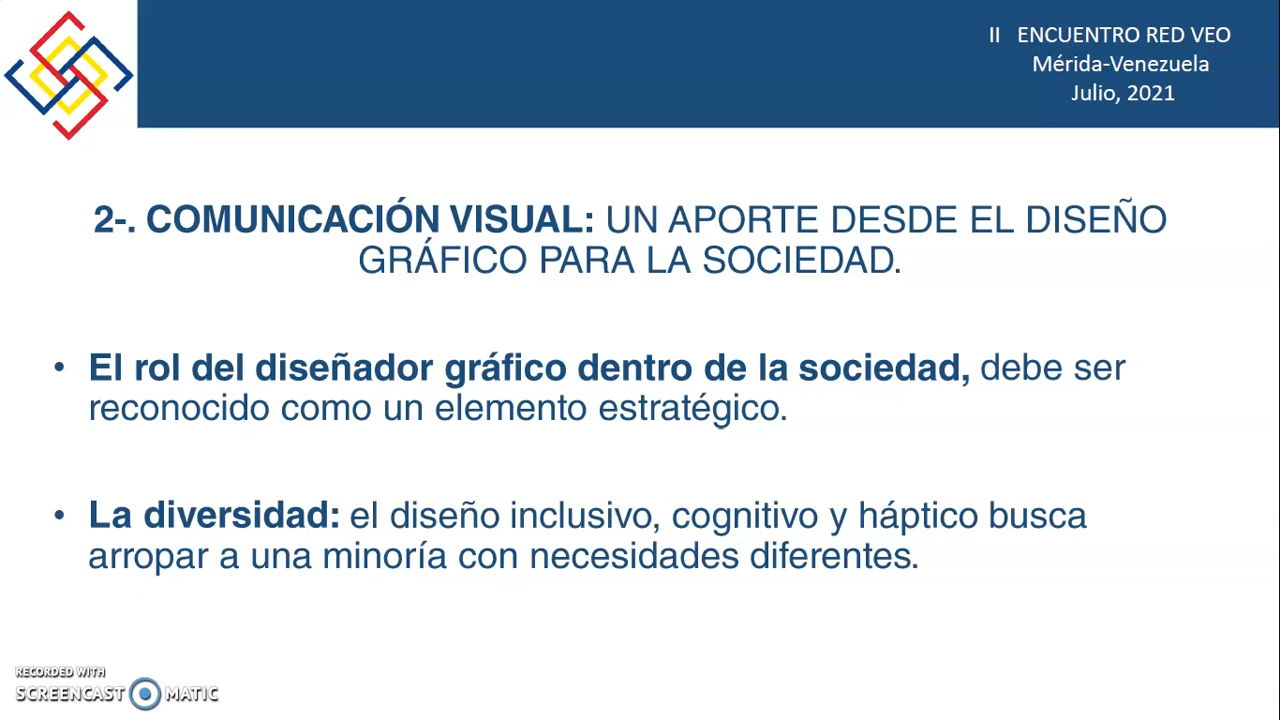 II ENCUENTRO RED VEO
Mérida-Venezuela
Julio, 2021
2-. COMUNICACIÓN VISUAL: UN APORTE DESDE EL DISEÑO
GRÁFICO PARA LA SOCIEDAD.
• El rol del diseñador gráfico dentro de la sociedad, debe ser
reconocido como un elemento estratégico.
• La diversidad: el diseño inclusivo, cognitivo y háptico busca
arropar a una minoría con necesidades diferentes.
RECORDED WITH
SCREENCAST MATIC